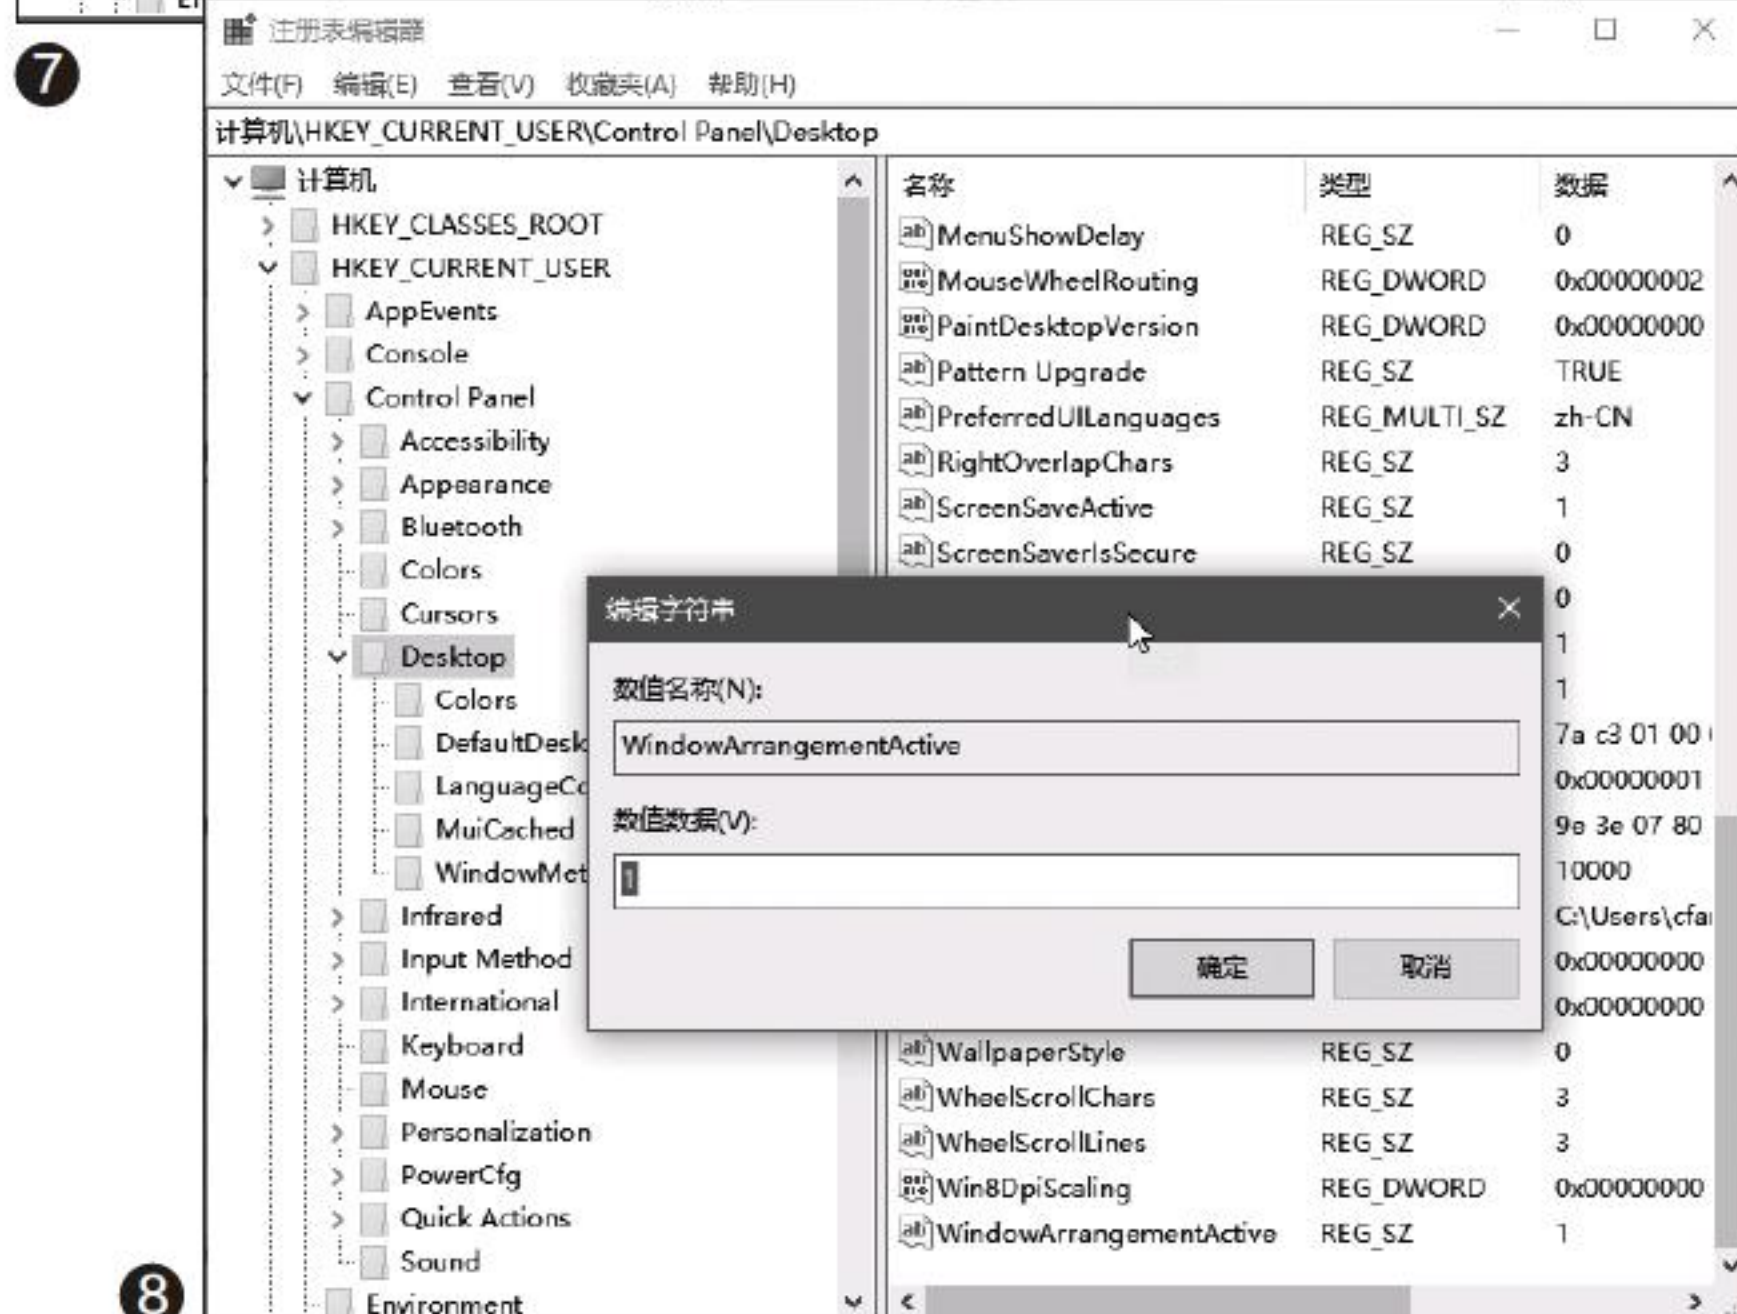 7
注册表编辑器
文件(F) 编辑(E) 查看(V) 收藏夹(A) 帮助(H)
计算机\HKEY_CURRENT_USER\Control Panel\Desktop
计算机
HKEY_CLASSES_ROOT
HKEY_CURRENT_USER
AppEvents
Console
Control Panel
Accessibility
Appearance
Bluetooth
Colors
Cursors
Desktop
Colors
DefaultDesk
LanguageCo
MuiCached
WindowMet
Infrared
Input Method
International
Keyboard
Mouse
Personalization
PowerCfg
Quick Actions
Sound
Environment
名称 类型 数据
MenuShowDelay REG_SZ 0
MouseWheelRouting REG_DWORD 0x00000002
PaintDesktopVersion REG_DWORD 0x00000000
Pattern Upgrade REG_SZ TRUE
PreferredUILanguages REG_MULTI_SZ zh-CN
RightOverlapChars REG_SZ 3
ScreenSaveActive REG_SZ 1
ScreenSaverIsSecure REG_SZ 0
0
1
1
7a c3 01 00
0x00000001
9e 3e 07 80
10000
C:\Users\cfa
0x00000000
0x00000000
WallpaperStyle REG_SZ 0
WheelScrollChars REG_SZ 3
WheelScrollLines REG_SZ 3
Win8DpiScaling REG_DWORD 0x00000000
WindowArrangementActive REG_SZ 1
编辑字符串
数值名称(N):
WindowArrangementActive
数值数据(V):
1
确定 取消
8